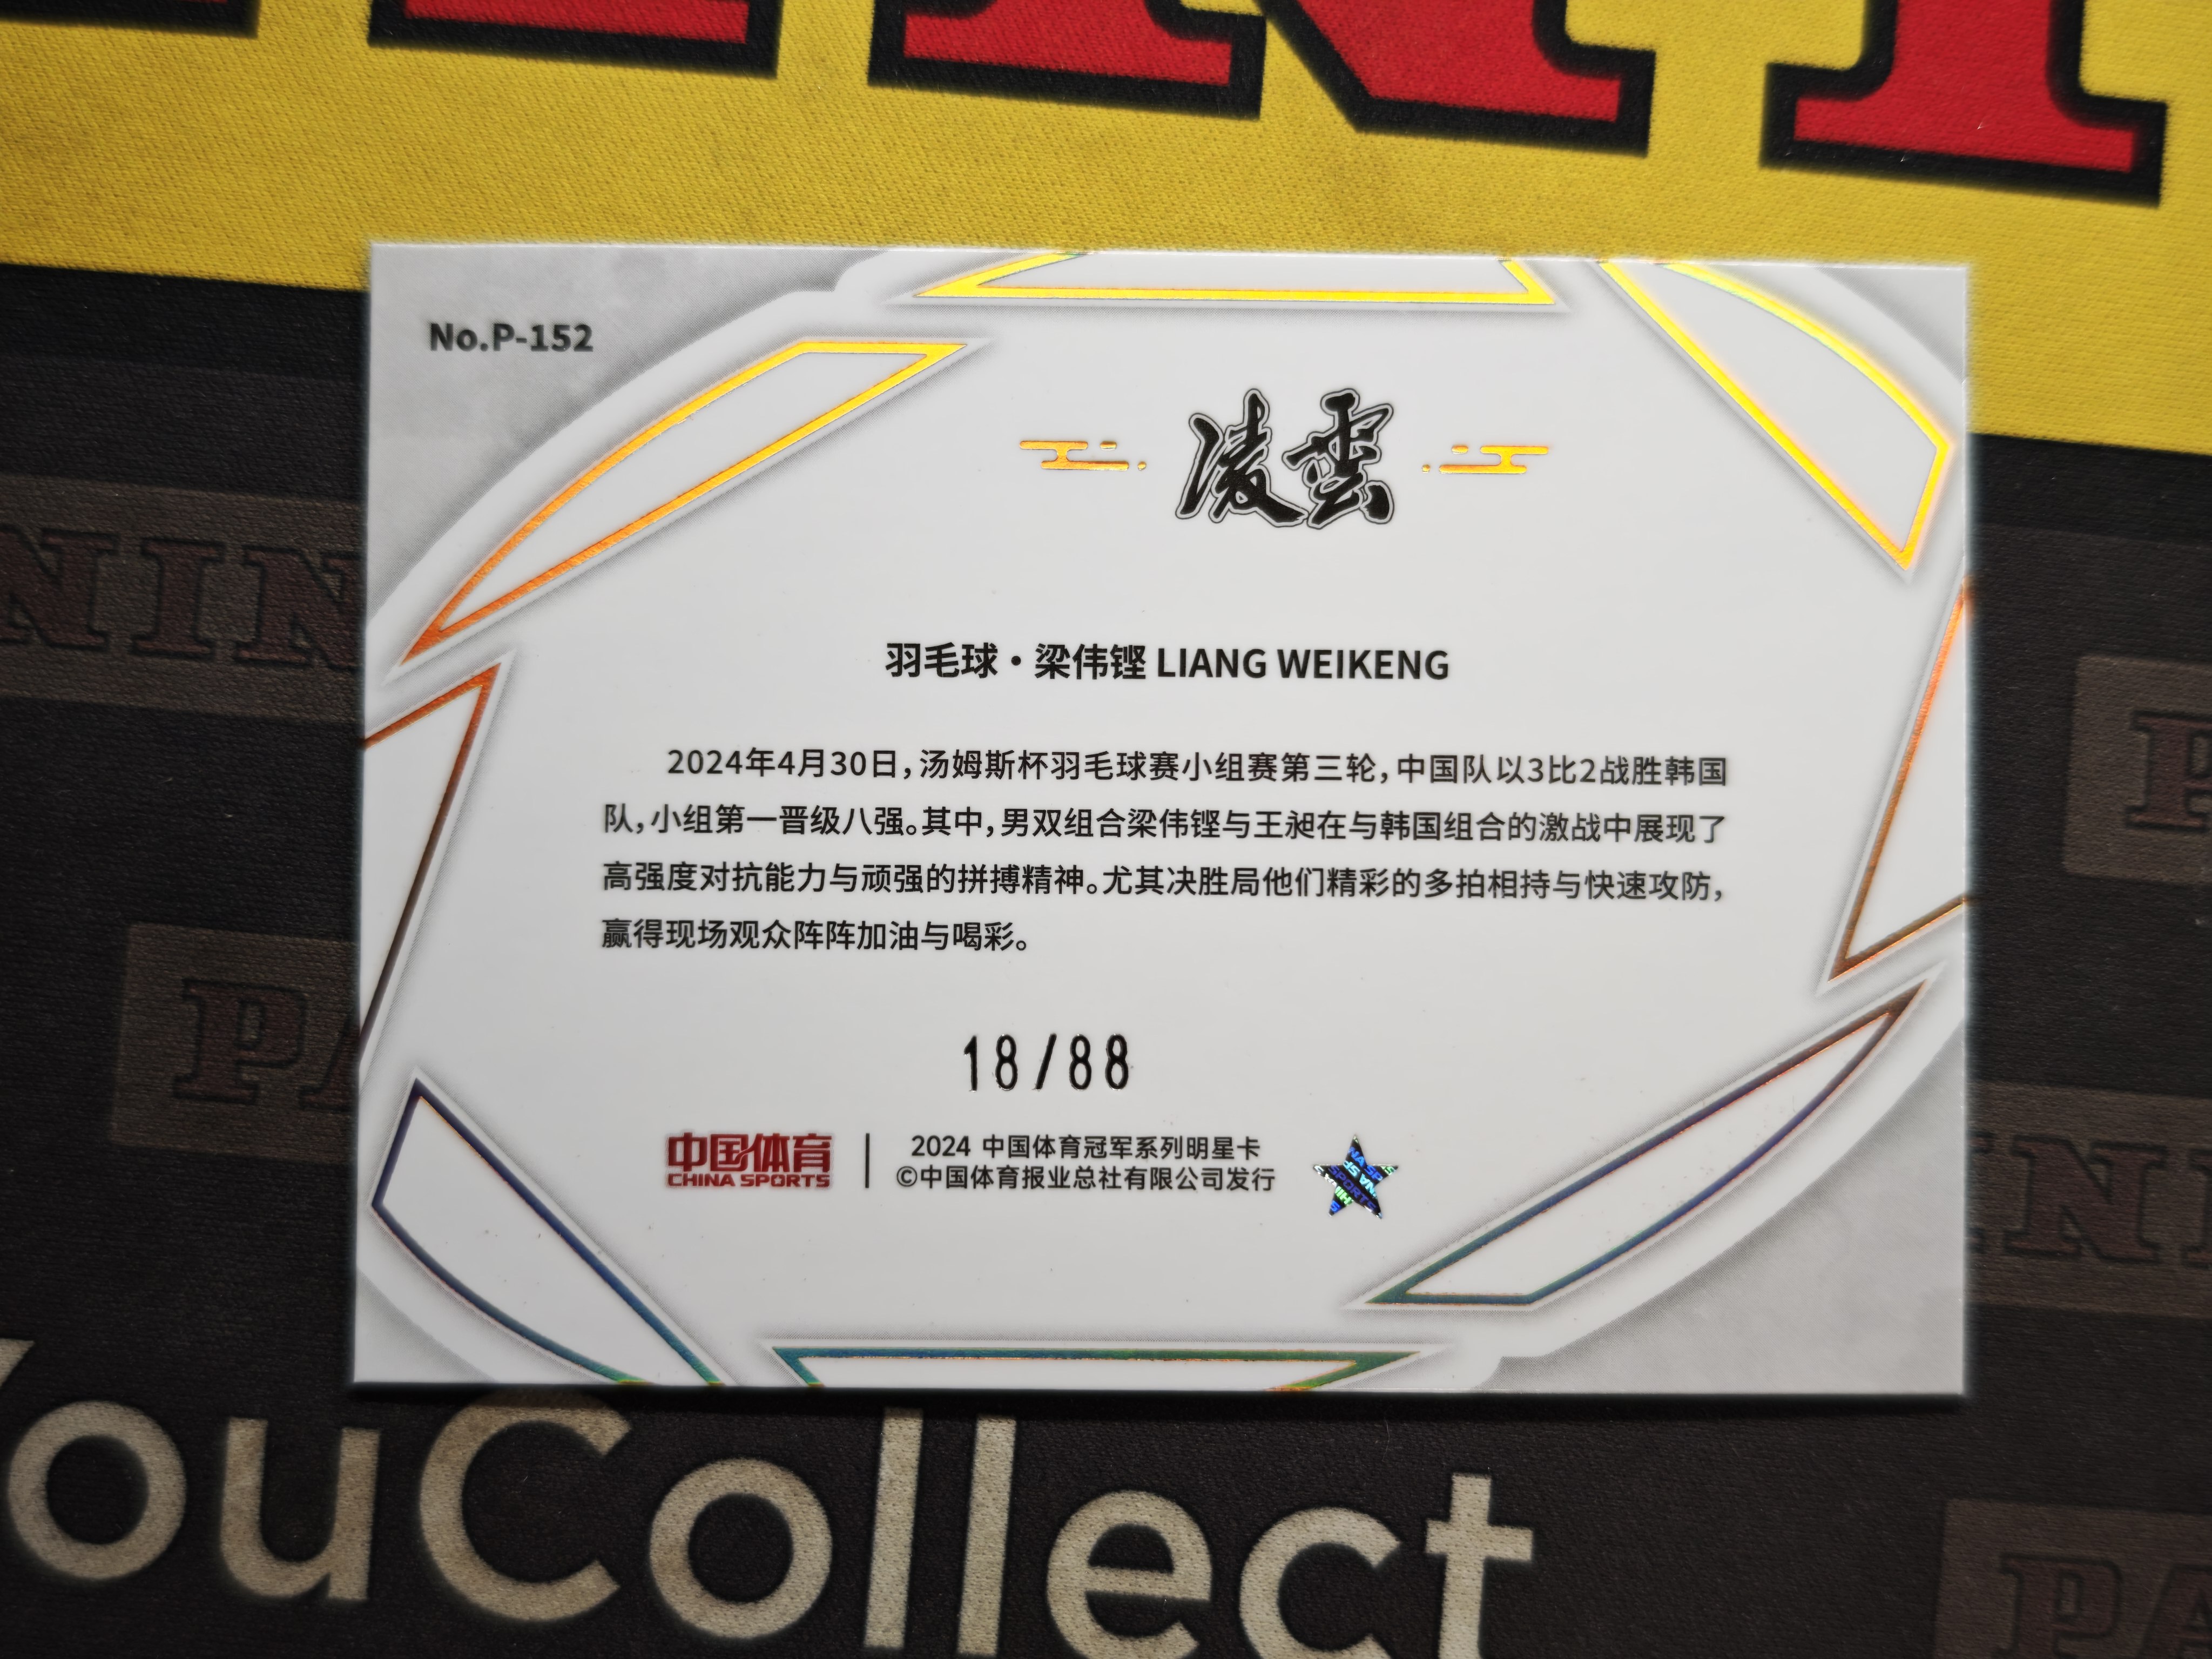 No.P-152
凌雲
羽毛球·梁伟铿 LIANG WEIKENG
2024年4月30日，汤姆斯杯羽毛球赛小组赛第三轮，中国队以3比2战胜韩国
队，小组第一晋级八强。其中，男双组合梁伟铿与王昶在与韩国组合的激战中展现了
高强度对抗能力与顽强的拼搏精神。尤其决胜局他们精彩的多拍相持与快速攻防，
赢得现场观众阵阵加油与喝彩。
18/88
中国体育
CHINA SPORTS
2024 中国体育冠军系列明星卡
©中国体育报业总社有限公司发行
ouCollect